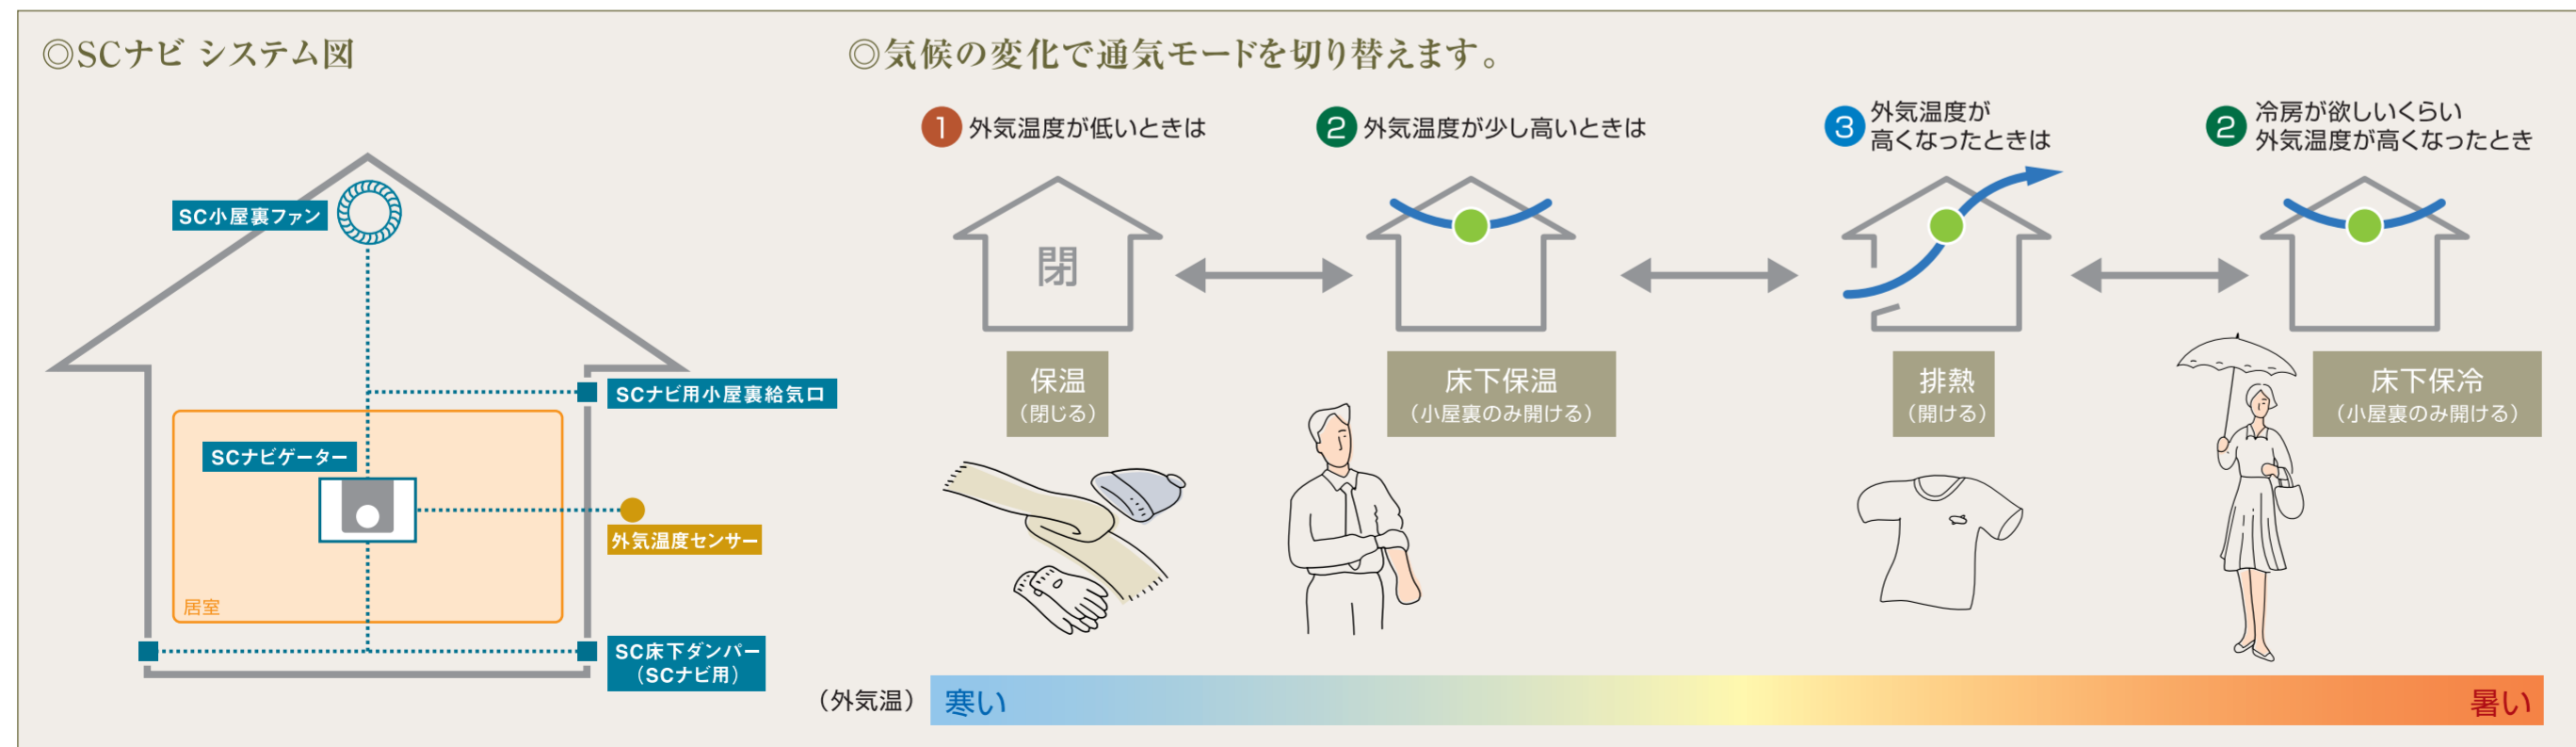 ◎SCナビ システム図
SC小屋裏ファン
SCナビ用小屋裏給気口
SCナビゲーター
外気温度センサー
居室
SC床下ダンパー
（SCナビ用）
◎気候の変化で通気モードを切り替えます。
1 外気温度が低いときは
閉
保温
（閉じる）
2 外気温度が少し高いときは
床下保温
（小屋裏のみ開ける）
3 外気温度が
高くなったときは
排熱
（開ける）
2 冷房が欲しいくらい
外気温度が高くなったとき
床下保冷
（小屋裏のみ開ける）
（外気温） 寒い 暑い